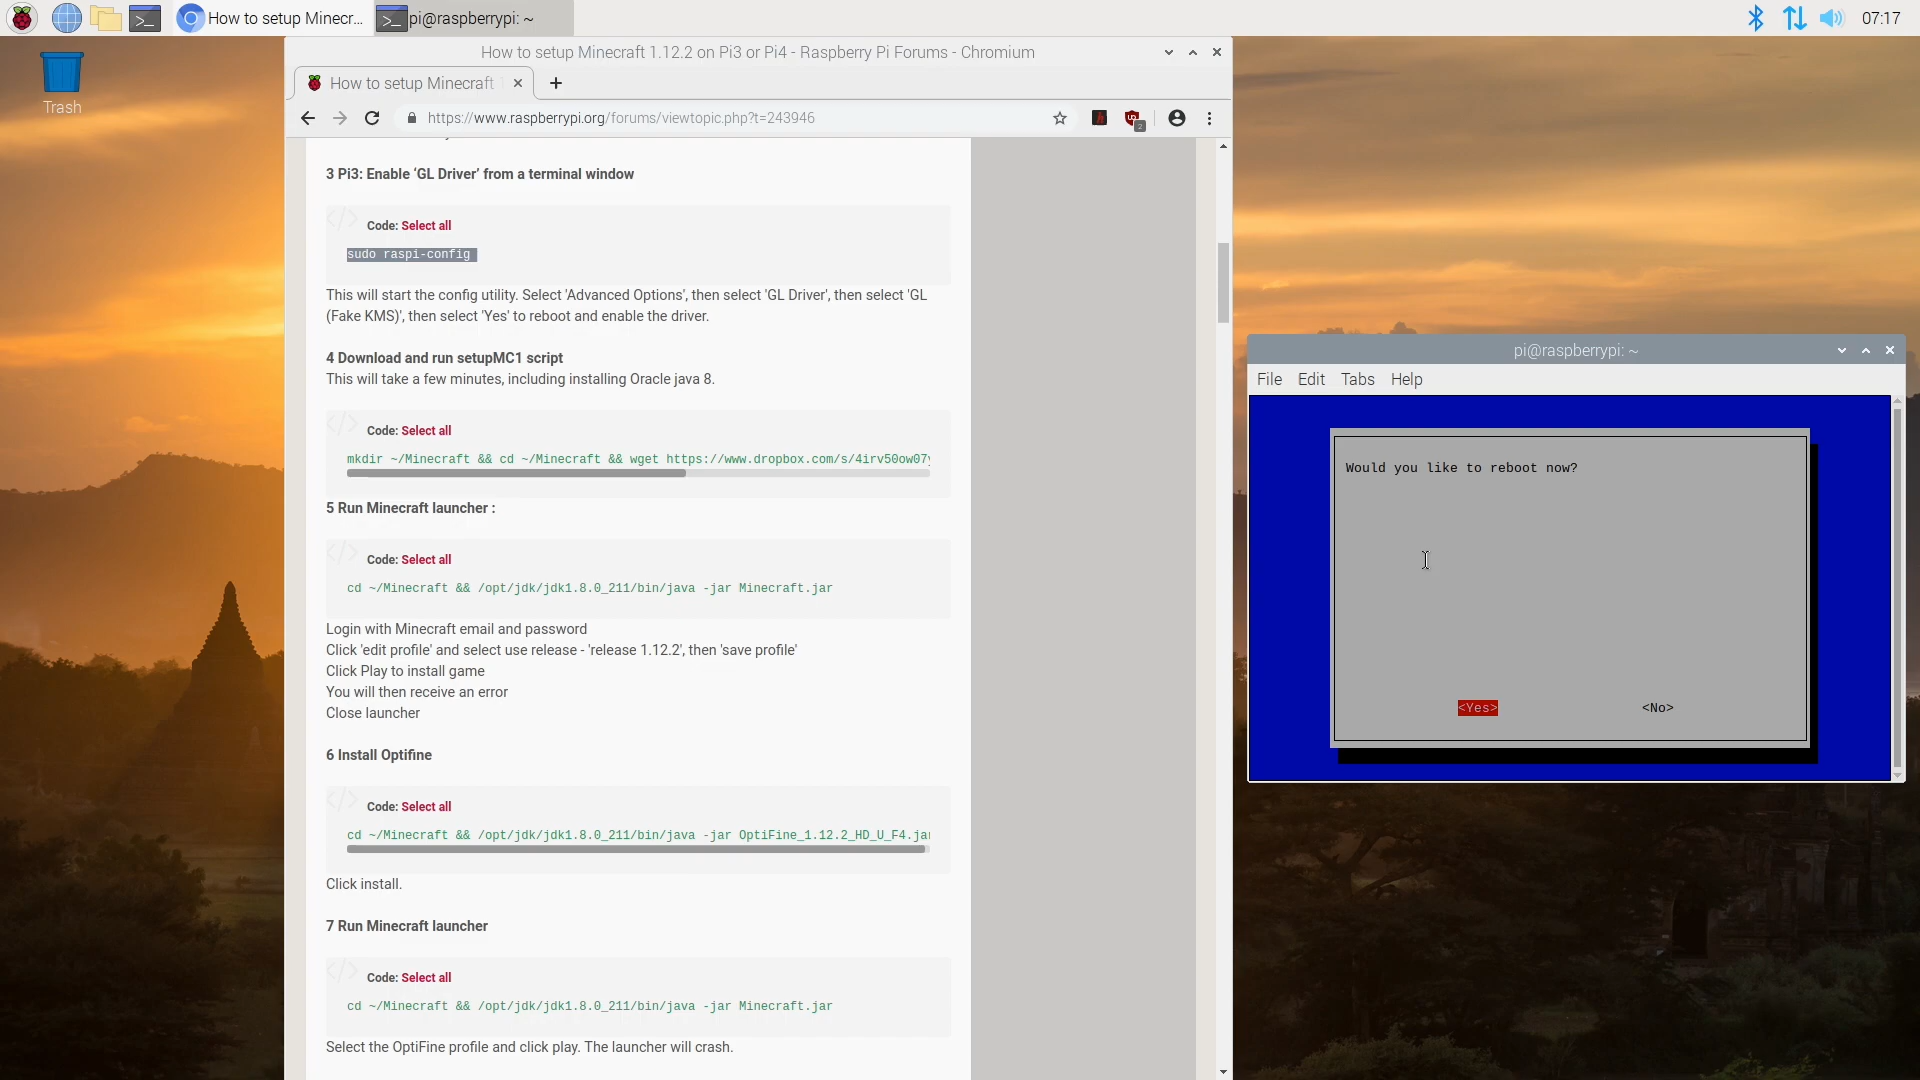 How to setup Minecr...
pi@raspberrypi: ~
07:17
Trash
How to setup Minecraft 1.12.2 on Pi3 or Pi4 - Raspberry Pi Forums - Chromium
How to setup Minecraft
https://www.raspberrypi.org/forums/viewtopic.php?t=243946
2
3 Pi3: Enable ‘GL Driver’ from a terminal window
Code: Select all
sudo raspi-config
This will start the config utility. Select 'Advanced Options', then select 'GL Driver', then select 'GL
(Fake KMS)', then select 'Yes' to reboot and enable the driver.
4 Download and run setupMC1 script
This will take a few minutes, including installing Oracle java 8.
Code: Select all
mkdir ~/Minecraft && cd ~/Minecraft && wget https://www.dropbox.com/s/4irv50ow07
5 Run Minecraft launcher :
Code: Select all
cd ~/Minecraft && /opt/jdk/jdk1.8.0_211/bin/java -jar Minecraft.jar
Login with Minecraft email and password
Click 'edit profile' and select use release - 'release 1.12.2', then 'save profile'
Click Play to install game
You will then receive an error
Close launcher
6 Install Optifine
Code: Select all
cd ~/Minecraft && /opt/jdk/jdk1.8.0_211/bin/java -jar OptiFine_1.12.2_HD_U_F4.jar
Click install.
7 Run Minecraft launcher
Code: Select all
cd ~/Minecraft && /opt/jdk/jdk1.8.0_211/bin/java -jar Minecraft.jar
Select the OptiFine profile and click play. The launcher will crash.
pi@raspberrypi: ~
File Edit Tabs Help
Would you like to reboot now?
<Yes> <No>